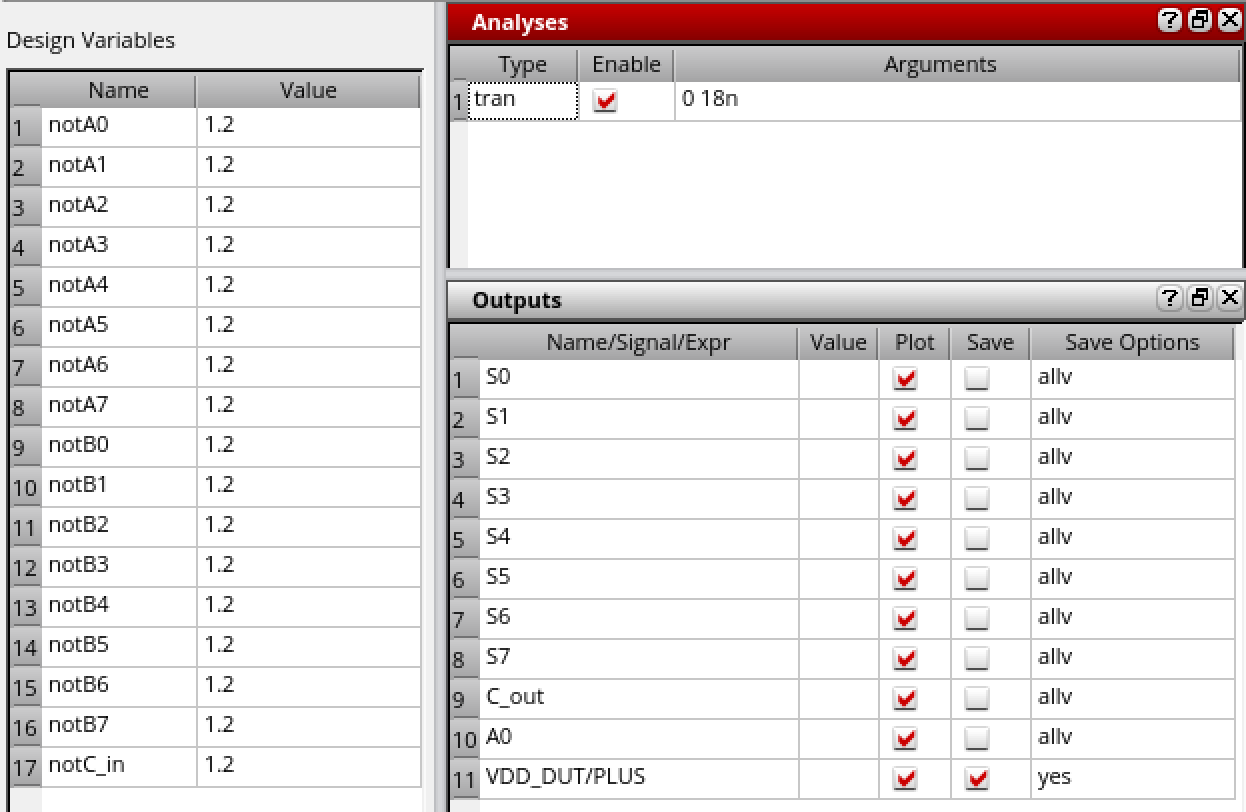 Design Variables
Name Value
1 notA0 1.2
2 notA1 1.2
3 notA2 1.2
4 notA3 1.2
5 notA4 1.2
6 notA5 1.2
7 notA6 1.2
8 notA7 1.2
9 notB0 1.2
10 notB1 1.2
11 notB2 1.2
12 notB3 1.2
13 notB4 1.2
14 notB5 1.2
15 notB6 1.2
16 notB7 1.2
17 notC_in 1.2
Analyses
Type Enable Arguments
1 tran 0 18n
Outputs
Name/Signal/Expr Value Plot Save Save Options
1 S0 allv
2 S1 allv
3 S2 allv
4 S3 allv
5 S4 allv
6 S5 allv
7 S6 allv
8 S7 allv
9 C_out allv
10 A0 allv
11 VDD_DUT/PLUS yes